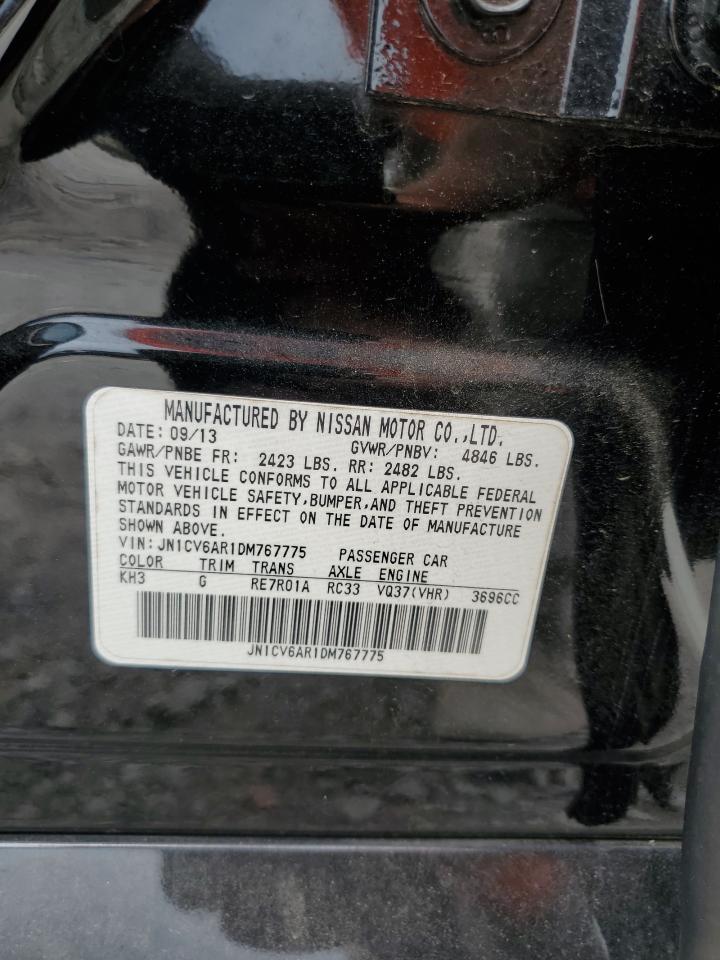 MANUFACTURED BY NISSAN MOTOR CO.,LTD.
DATE: 09/13 GVWR/PNBV: 4846 LBS.
GAWR/PNBE FR: 2423 LBS. RR: 2482 LBS.
THIS VEHICLE CONFORMS TO ALL APPLICABLE FEDERAL
MOTOR VEHICLE SAFETY,BUMPER,AND THEFT PREVENTION
STANDARDS IN EFFECT ON THE DATE OF MANUFACTURE
SHOWN ABOVE.
VIN:JN1CV6AR1DM767775 PASSENGER CAR
COLOR TRIM TRANS AXLE ENGINE
KH3 G RE7R01A RC33 VQ37(VHR) 3696CC
JN1CV6AR1DM767775